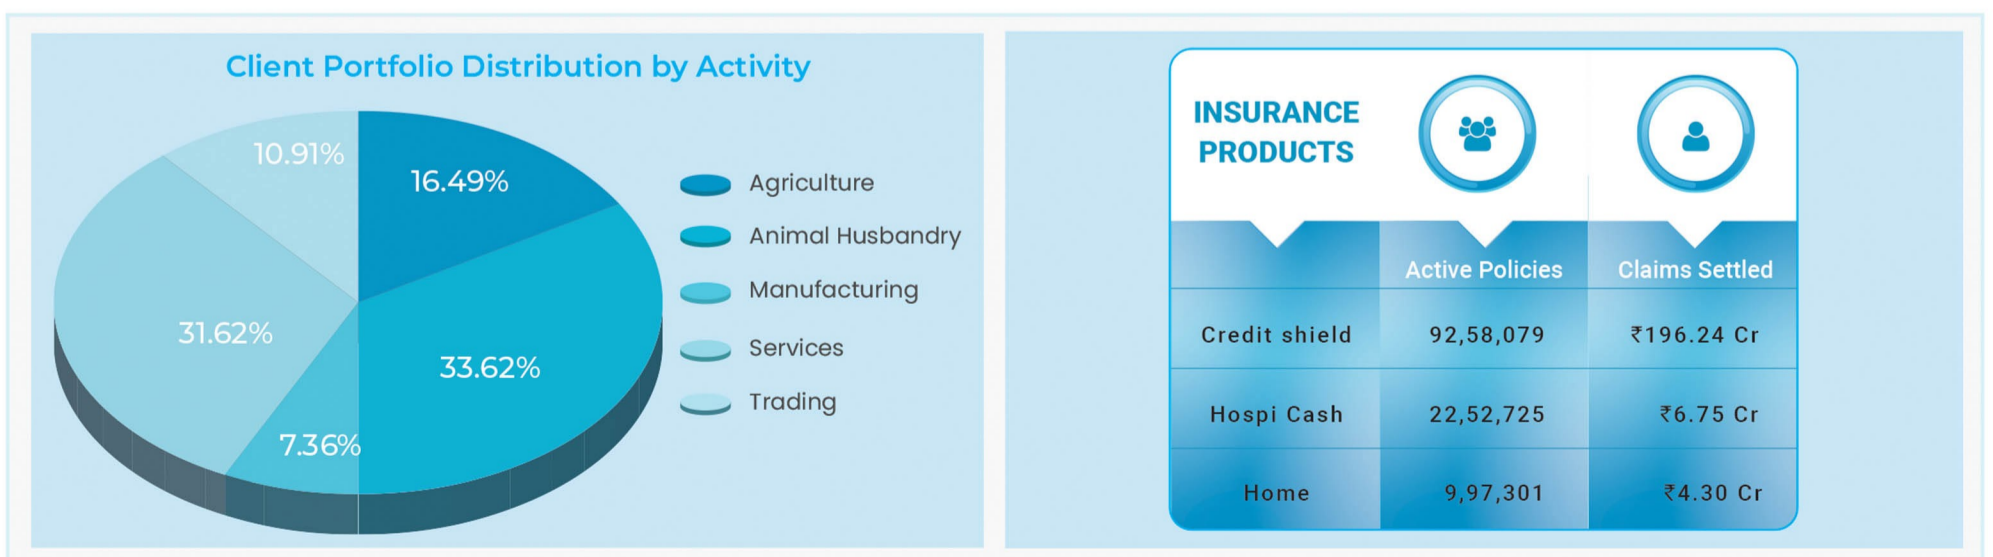 Client Portfolio Distribution by Activity
10.91%
16.49%
31.62%
33.62%
7.36%
Agriculture
Animal Husbandry
Manufacturing
Services
Trading
INSURANCE
PRODUCTS
Active Policies Claims Settled
Credit shield 92,58,079 ₹196.24 Cr
Hospi Cash 22,52,725 ₹6.75 Cr
Home 9,97,301 ₹4.30 Cr